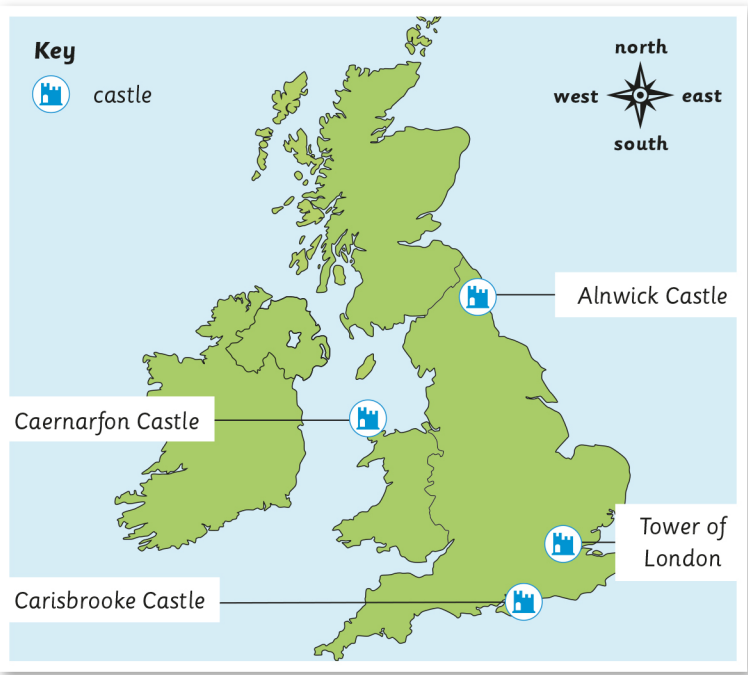 Key
castle
north
west east
south
Alnwick Castle
Caernarfon Castle
Tower of
London
Carisbrooke Castle